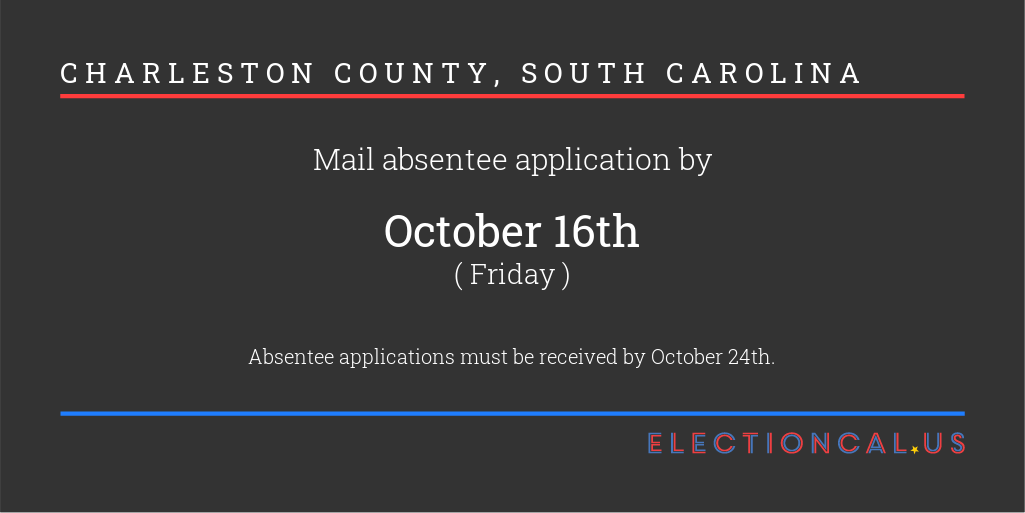 CHARLESTON COUNTY, SOUTH CAROLINA
Mail absentee application by
October 16th
( Friday )
Absentee applications must be received by October 24th.
ELECTIONCAL.US